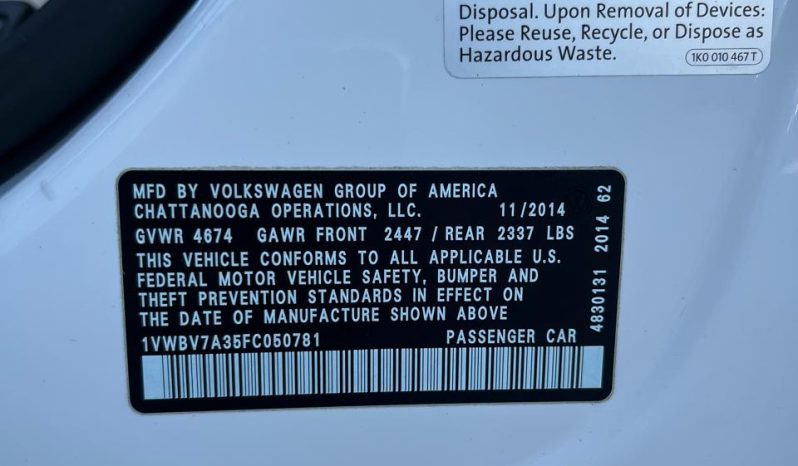 Disposal. Upon Removal of Devices:
Please Reuse, Recycle, or Dispose as
Hazardous Waste.
1K0 010 467 T
MFD BY VOLKSWAGEN GROUP OF AMERICA
CHATTANOOGA OPERATIONS, LLC. 11/2014
GVWR 4674 GAWR FRONT 2447 / REAR 2337 LBS
THIS VEHICLE CONFORMS TO ALL APPLICABLE U.S.
FEDERAL MOTOR VEHICLE SAFETY, BUMPER AND
THEFT PREVENTION STANDARDS IN EFFECT ON
THE DATE OF MANUFACTURE SHOWN ABOVE
1VWBV7A35FC050781 PASSENGER CAR
4830131 2014 62